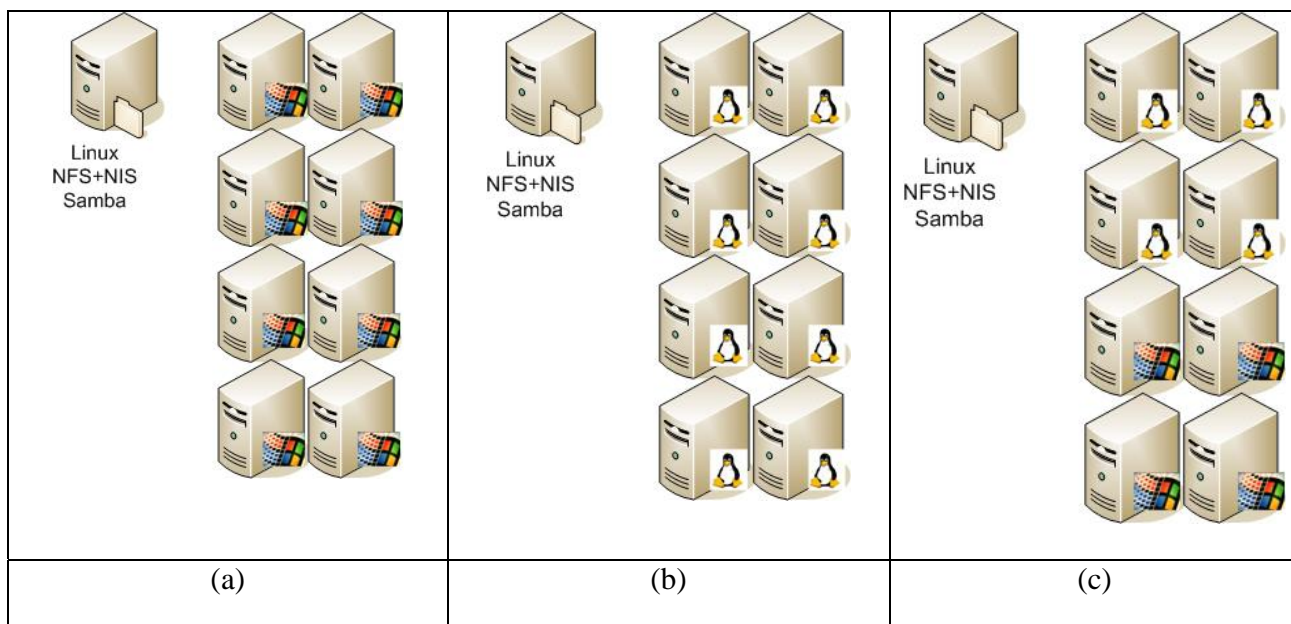 Linux
NFS+NIS
Samba
Linux
NFS+NIS
Samba
Linux
NFS+NIS
Samba
(a)
(b)
(c)